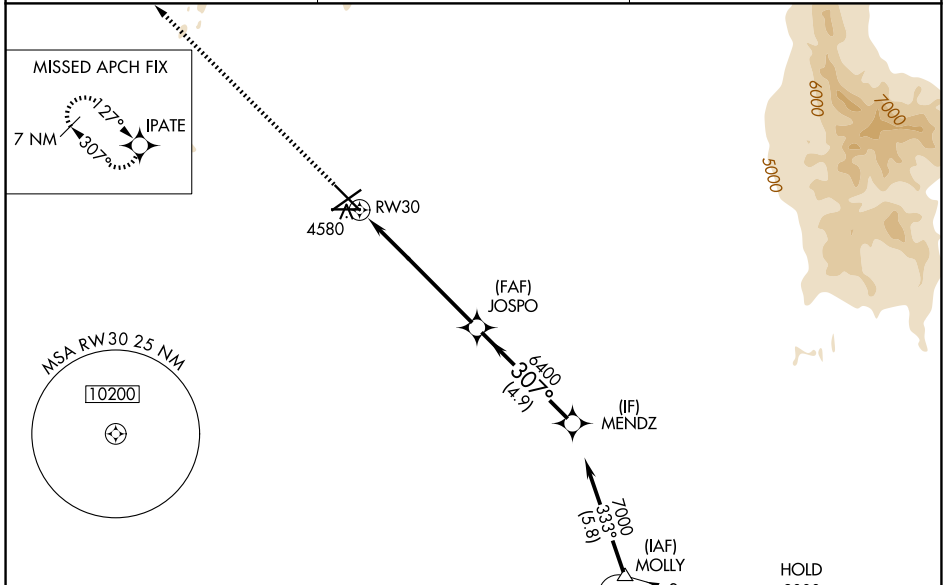 MISSED APCH FIX
127°
IPATE
7 NM
307°
6000
7000
5000
RW30
4580
(FAF)
JOSPO
6400
307°
(4.9)
(IF)
MENDZ
MSA RW30 25 NM
10200
7000
333°
(5.8)
(IAF)
MOLLY
HOLD